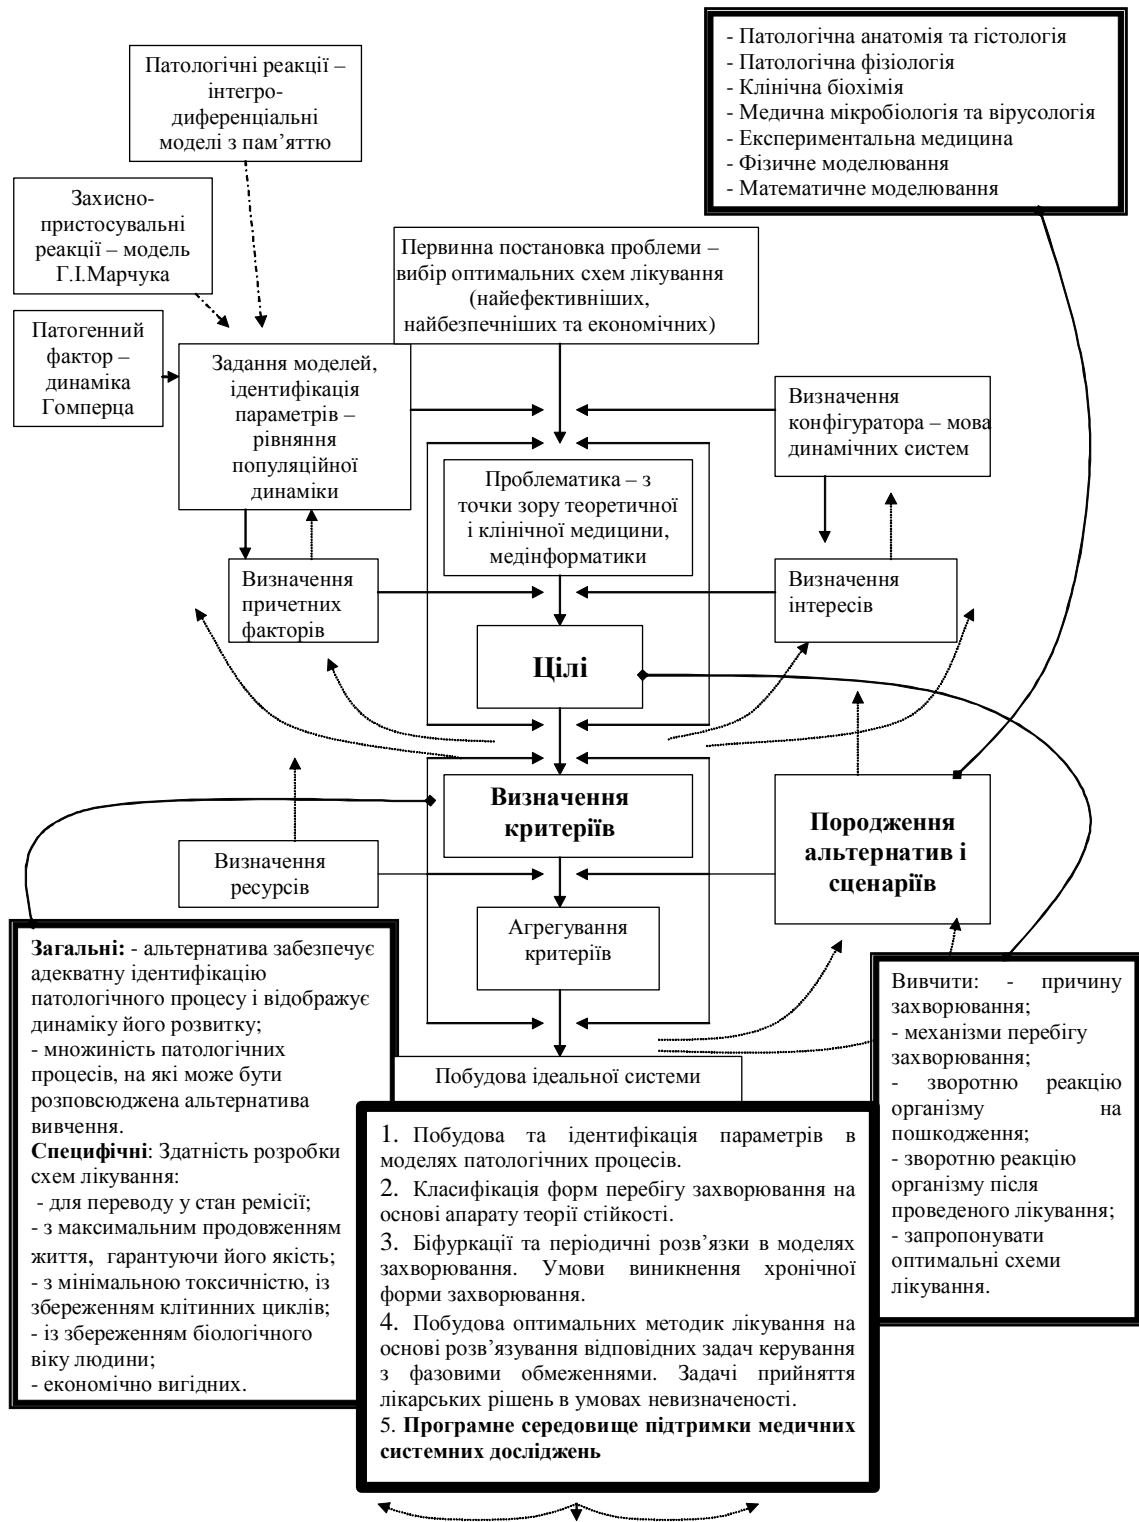 - Патологічна анатомія та гістологія
- Патологічна фізіологія
- Клінічна біохімія
- Медична мікробіологія та вірусологія
- Експериментальна медицина
- Фізичне моделювання
- Математичне моделювання
Патологічні реакції –
інтегро-
диференціальні
моделі з пам’яттю
Захисно-
пристосувальні
реакції – модель
Г.І.Марчука
Первинна постановка проблеми –
вибір оптимальних схем лікування
(найефективніших,
найбезпечніших та економічних)
Патогенний
фактор –
динаміка
Гомперца
Задання моделей,
ідентифікація
параметрів –
рівняння
популяційної
динаміки
Визначення
конфігуратора – мова
динамічних систем
Проблематика – з
точки зору теоретичної
і клінічної медицини,
медінформатики
Визначення
причетних
факторів
Визначення
інтересів
Цілі
Визначення
критеріїв
Породження
альтернатив і
сценаріїв
Визначення
ресурсів
Агрегування
критеріїв
Загальні: - альтернатива забезпечує
адекватну ідентифікацію
патологічного процесу і відображує
динаміку його розвитку;
- множиність патологічних
процесів, на які може бути
розповсюджена альтернатива
вивчення.
Специфічні: Здатність розробки
схем лікування:
- для переводу у стан ремісії;
- з максимальним продовженням
життя, гарантуючи його якість;
- з мінімальною токсичністю, із
збереженням клітинних циклів;
- із збереженням біологічного
віку людини;
- економічно вигідних.
Вивчити: - причину
захворювання;
- механізми перебігу
захворювання;
- зворотню реакцію
організму на
пошкодження;
- зворотню реакцію
організму після
проведеного лікування;
- запропонувати
оптимальні схеми
лікування.
Побудова ідеальної системи
1. Побудова та ідентифікація параметрів в
моделях патологічних процесів.
2. Класифікація форм перебігу захворювання на
основі апарату теорії стійкості.
3. Біфуркації та періодичні розв’язки в моделях
захворювання. Умови виникнення хронічної
форми захворювання.
4. Побудова оптимальних методик лікування на
основі розв’язування відповідних задач керування
з фазовими обмеженнями. Задачі прийняття
лікарських рішень в умовах невизначеності.
5. Програмне середовище підтримки медичних
системних досліджень